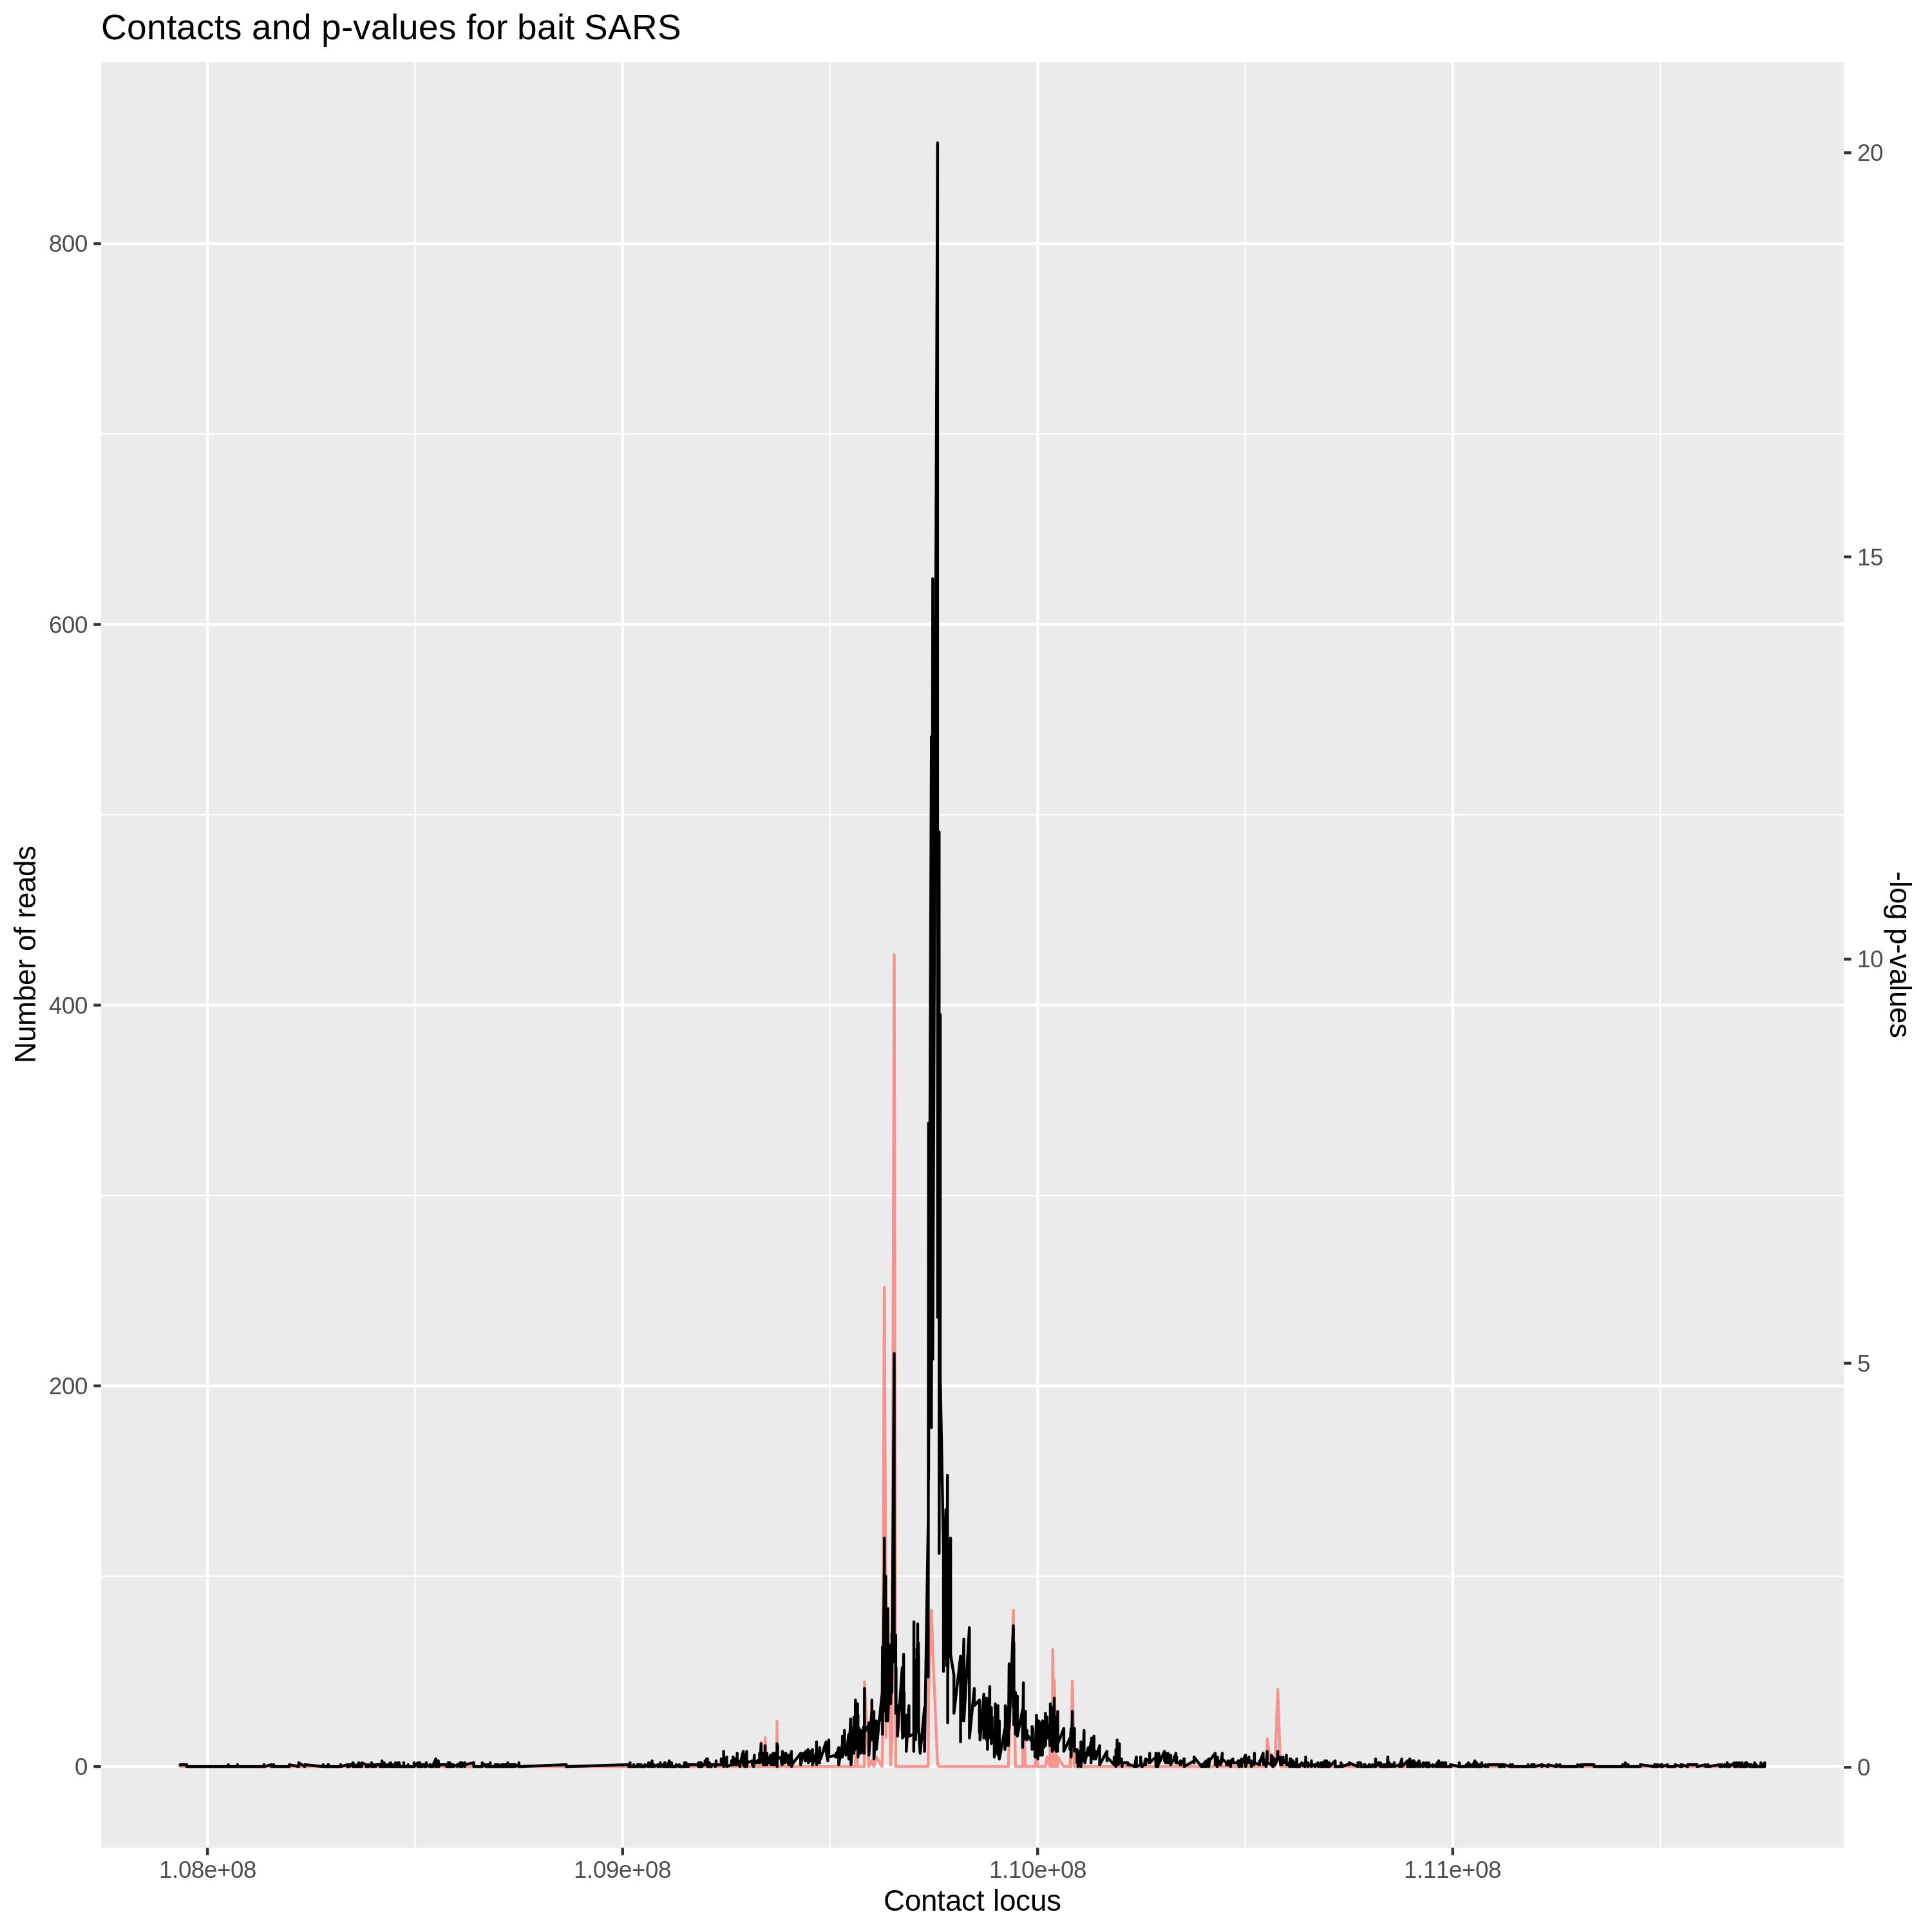 Contacts and p-values for bait SARS
800
600
400
200
0
Number of reads
20
15
10
5
0
-log p-values
1.08e+08
1.09e+08
1.10e+08
1.11e+08
Contact locus